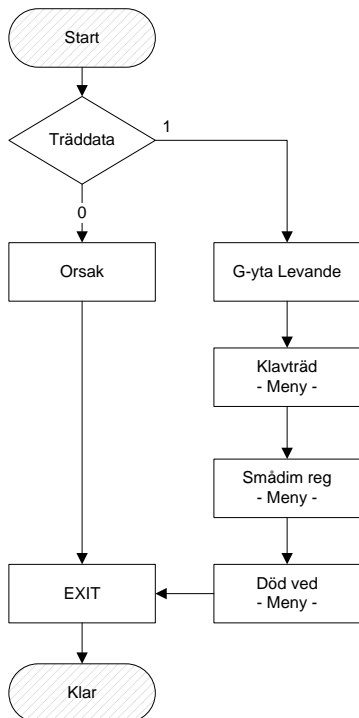 Start
Träddata
1
0
Orsak
G-yta Levande
Klavträd
- Meny -
Smådim reg
- Meny -
EXIT
Död ved
- Meny -
Klar